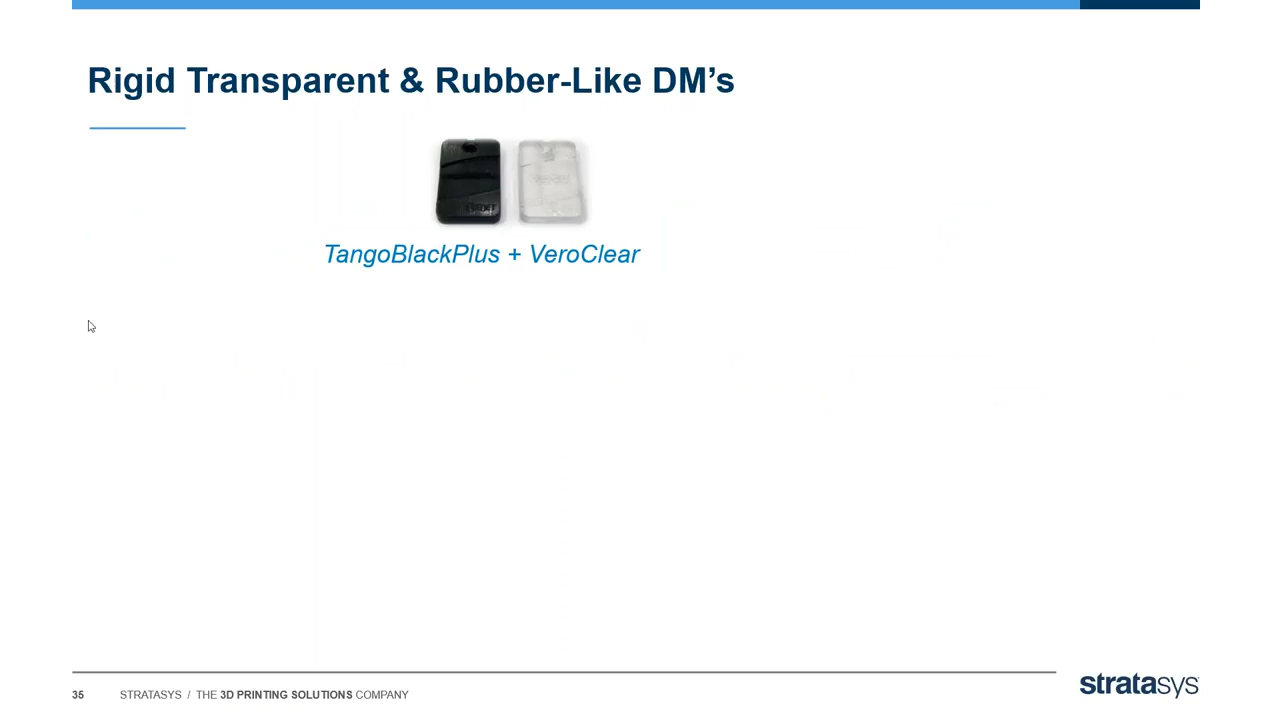 Rigid Transparent & Rubber-Like DM’s
TangoBlackPlus + VeroClear
35 STRATASYS / THE 3D PRINTING SOLUTIONS COMPANY
stratasys